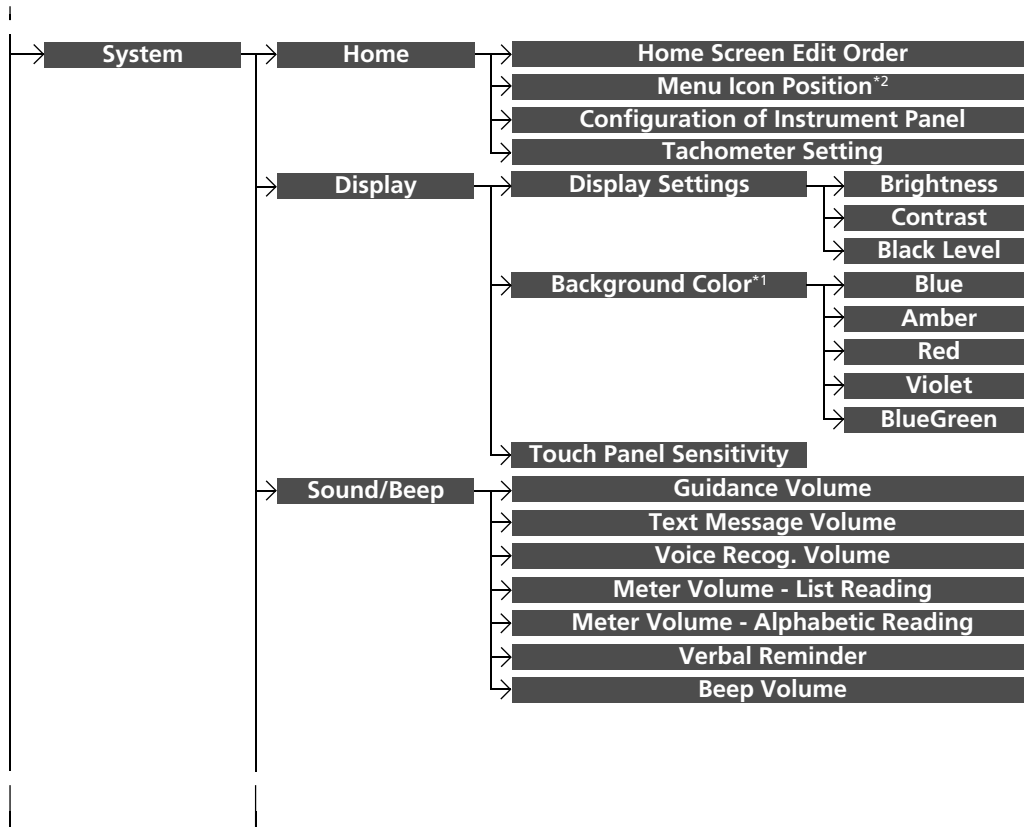 System
Home
Home Screen Edit Order
Menu Icon Position*2
Configuration of Instrument Panel
Tachometer Setting
Display
Display Settings
Brightness
Contrast
Black Level
Background Color*1
Blue
Amber
Red
Violet
BlueGreen
Touch Panel Sensitivity
Sound/Beep
Guidance Volume
Text Message Volume
Voice Recog. Volume
Meter Volume - List Reading
Meter Volume - Alphabetic Reading
Verbal Reminder
Beep Volume